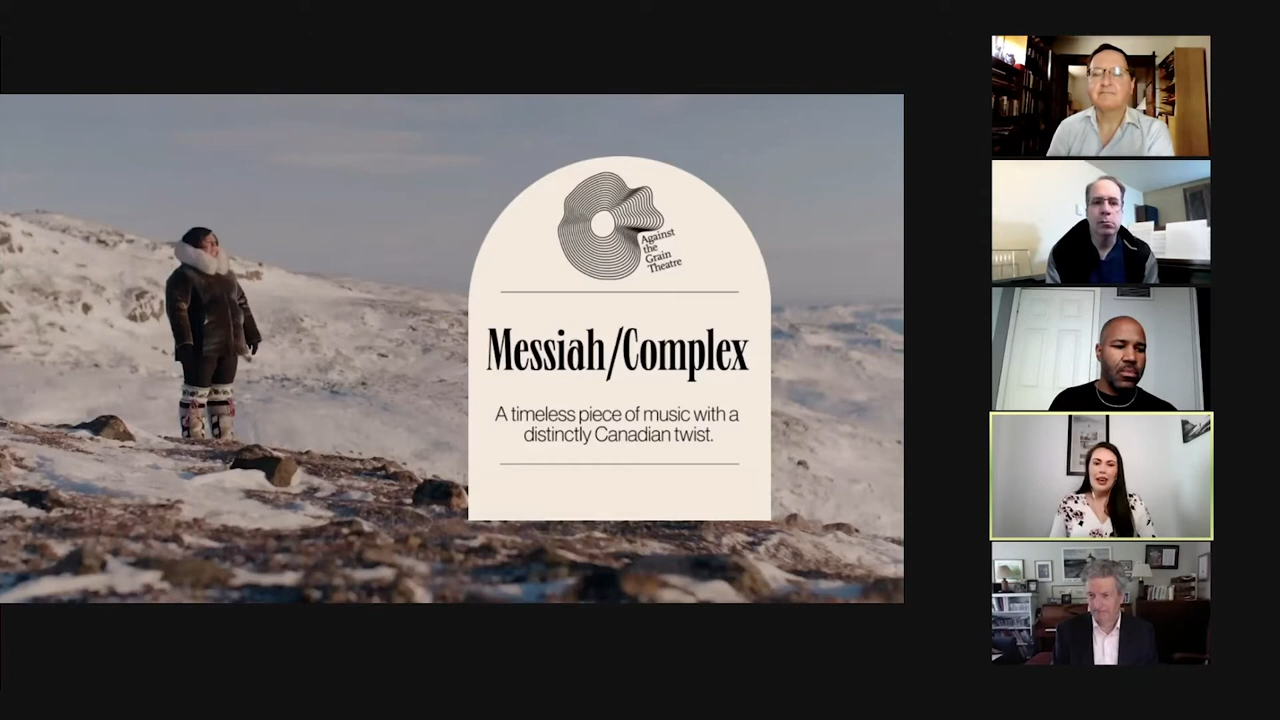 Against
the
Grain
Theatre
Messiah/Complex
A timeless piece of music with a
distinctly Canadian twist.